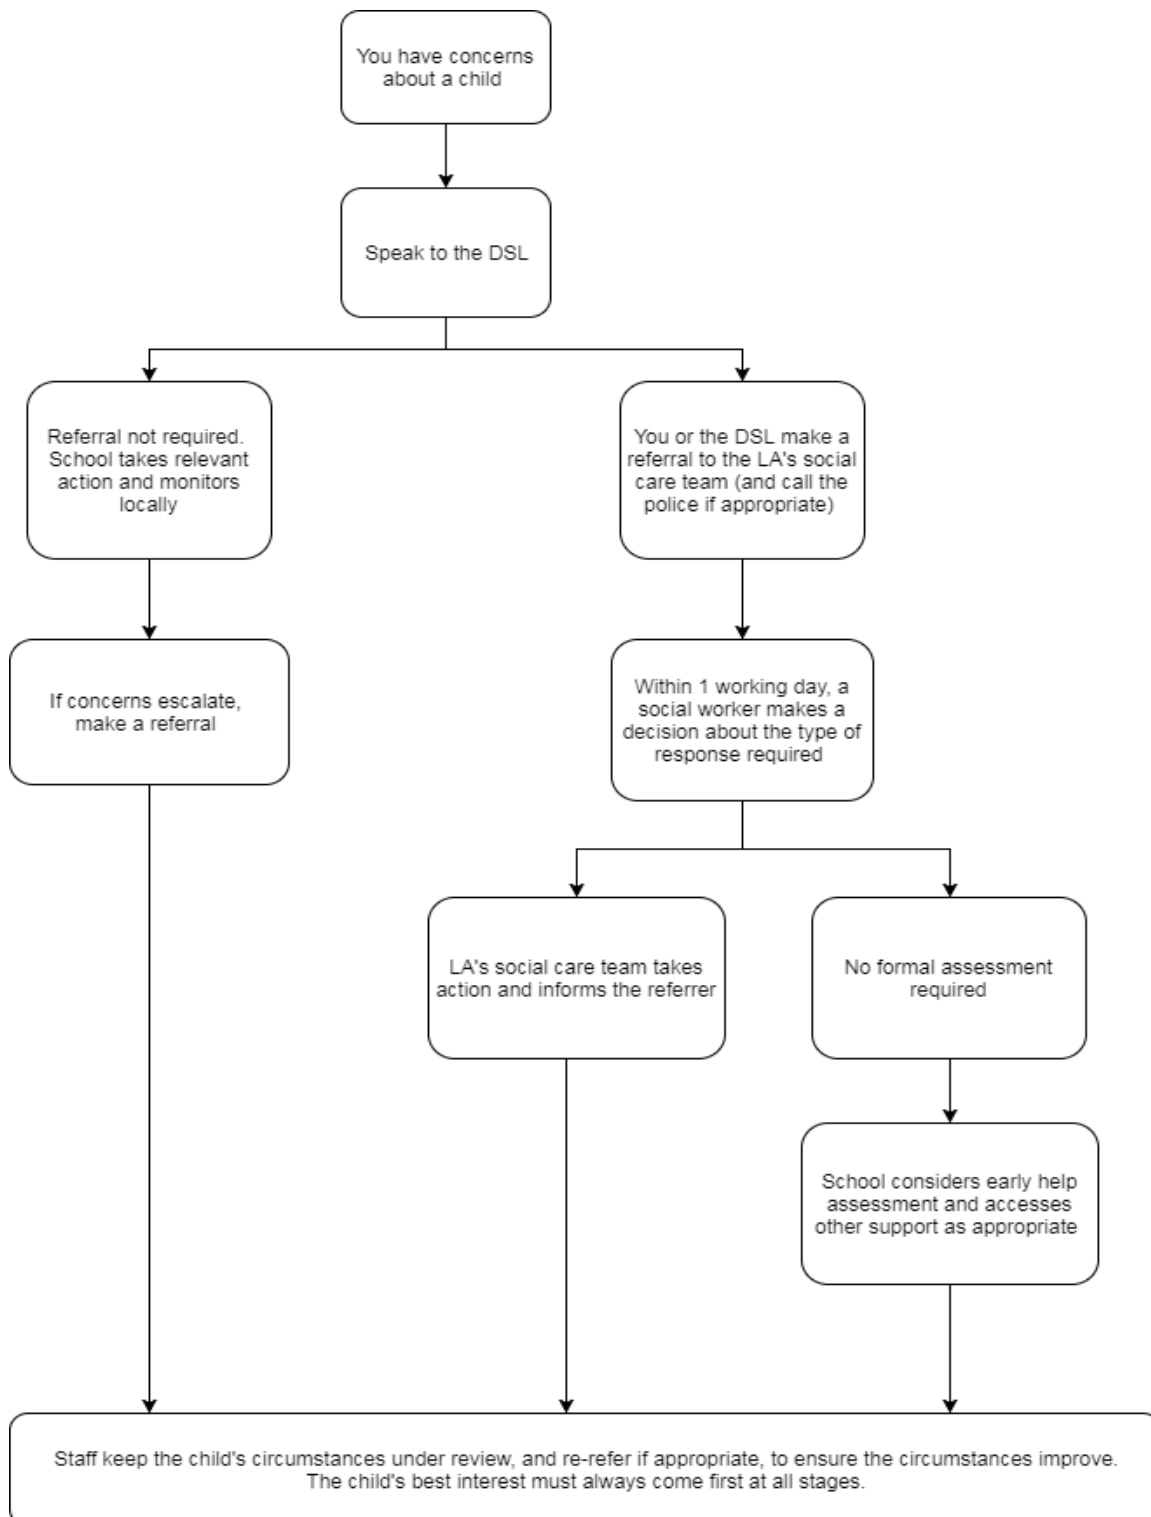 You have concerns
about a child
Speak to the DSL
Referral not required.
School takes relevant
action and monitors
locally
You or the DSL make a
referral to the LA's social
care team (and call the
police if appropriate)
If concerns escalate,
make a referral
Within 1 working day, a
social worker makes a
decision about the type of
response required
LA's social care team takes
action and informs the referrer
No formal assessment
required
School considers early help
assessment and accesses
other support as appropriate
Staff keep the child's circumstances under review, and re-refer if appropriate, to ensure the circumstances improve.
The child's best interest must always come first at all stages.